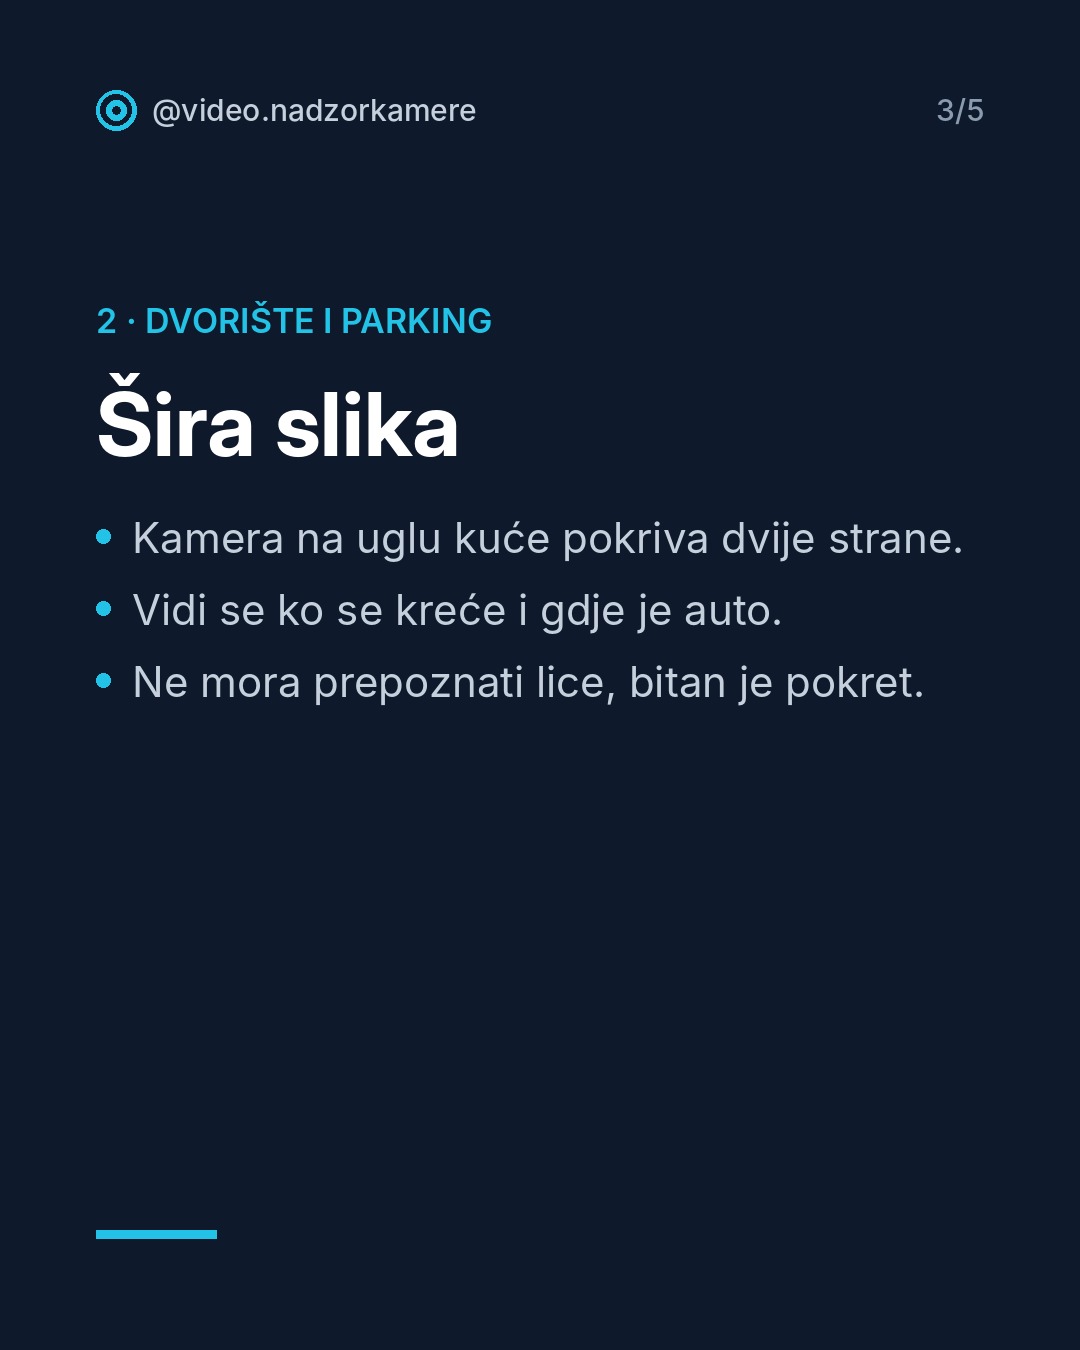 @video.nadzorkamere
3/5
2 · DVORIŠTE I PARKING
Šira slika
• Kamera na uglu kuće pokriva dvije strane.
• Vidi se ko se kreće i gdje je auto.
• Ne mora prepoznati lice, bitan je pokret.